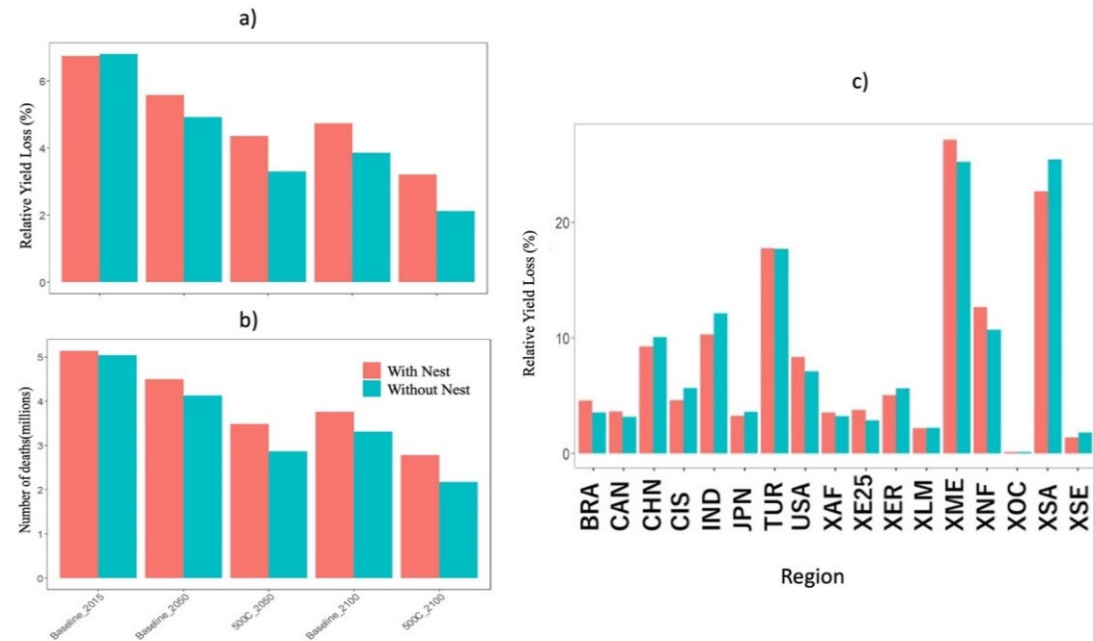 a)
Relative Yield Loss (%)
6
4
2
0
b)
Number of deaths(millions)
5
4
3
2
1
0
With Nest
Without Nest
Baseline_2015
Baseline_2050
500C_2050
Baseline_2100
500C_2100
c)
Relative Yield Loss (%)
20
10
0
BRA
CAN
CHN
CIS
IND
JPN
TUR
USA
XAF
XE25
XER
XLM
XME
XNF
XOC
XSA
XSE
Region